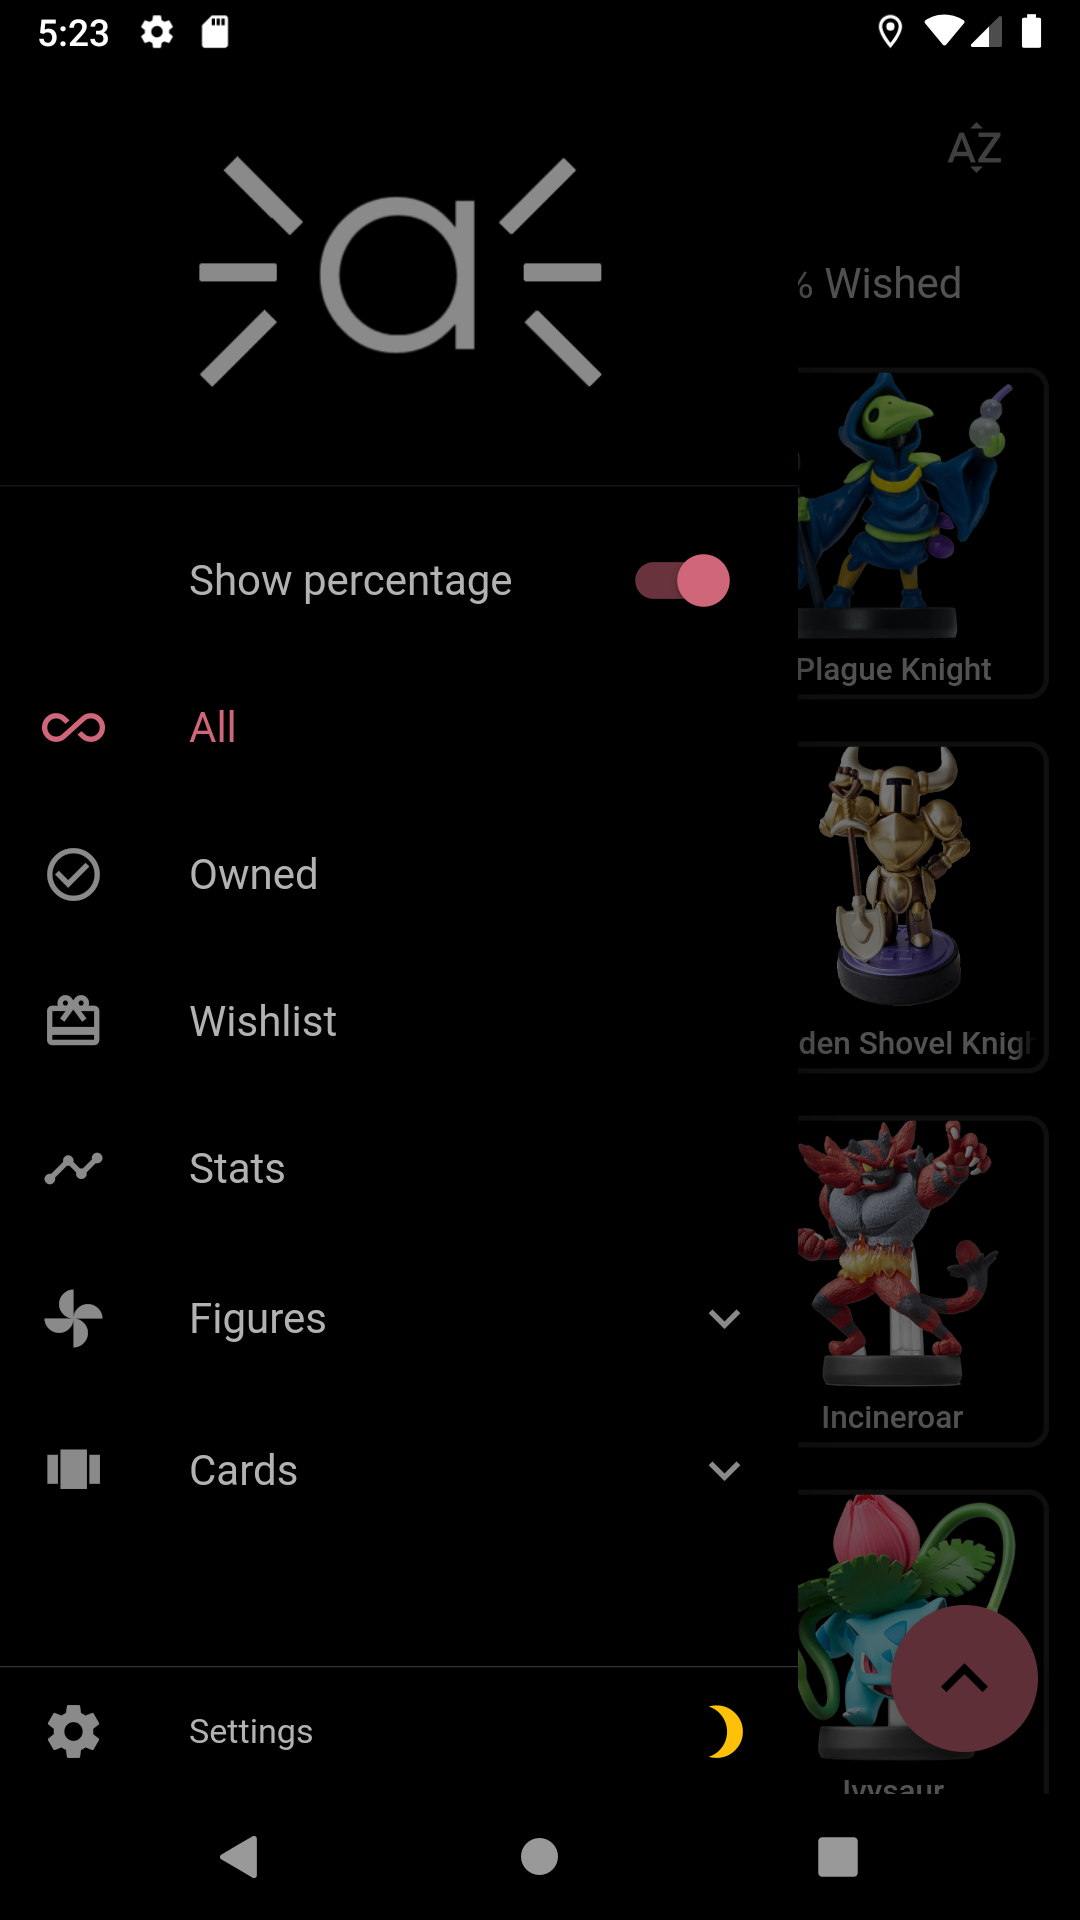 5:23
AZ
a
% Wished
Show percentage
Plague Knight
All
Owned
Wishlist
den Shovel Knigh
Stats
Figures
Incineroar
Cards
Ivysaur
Settings